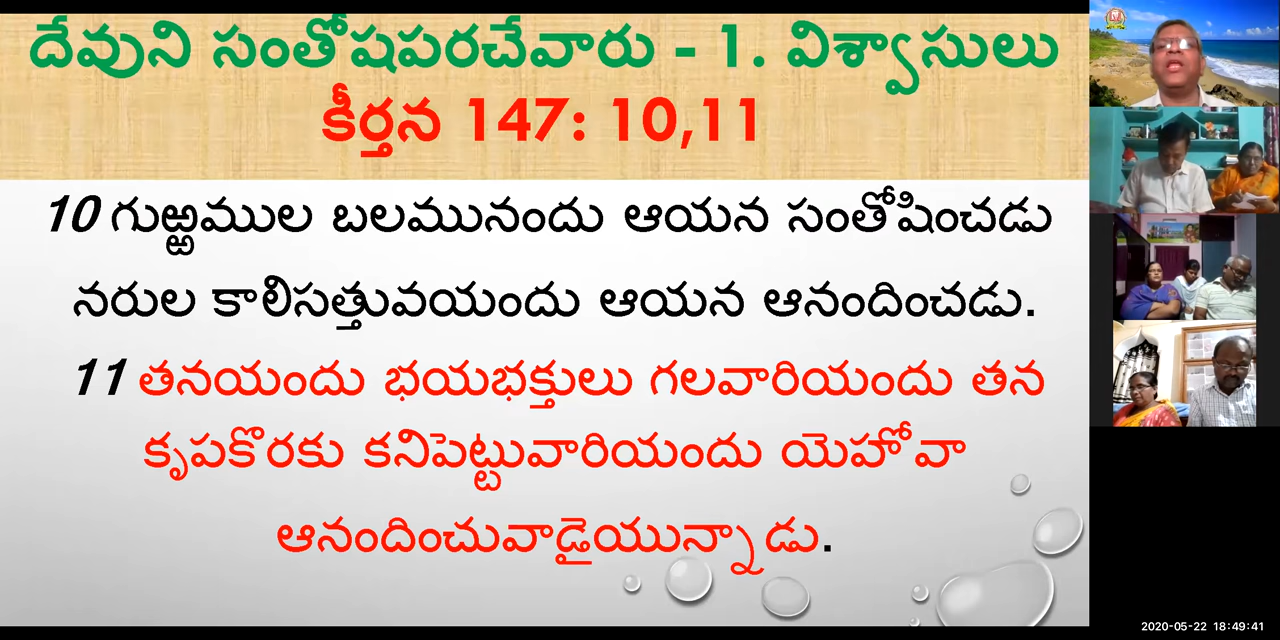 దేవుని సంతోషపరచేవారు - 1. విశ్వాసులు
కీర్తన 147: 10,11
10 గుఱ్ఱముల బలమునందు ఆయన సంతోషించడు
నరుల కాలిసత్తువయందు ఆయన ఆనందించడు.
11 తనయందు భయభక్తులు గలవారియందు తన
కృపకొరకు కనిపెట్టువారియందు యెహోవా
ఆనందించువాడైయున్నాడు.
2020-05-22 18:49:41